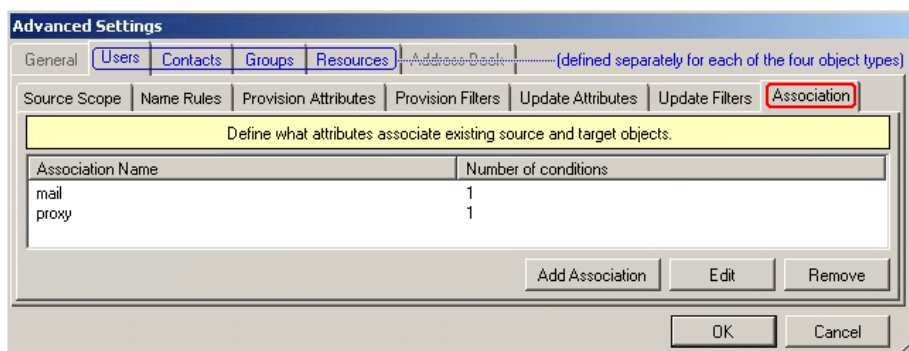 Advanced Settings
General Users Contacts Groups Resources Address Book (defined separately for each of the four object types)
Source Scope Name Rules Provision Attributes Provision Filters Update Attributes Update Filters Association
Define what attributes associate existing source and target objects.
Association Name Number of conditions
mail 1
proxy 1
Add Association Edit Remove
OK Cancel